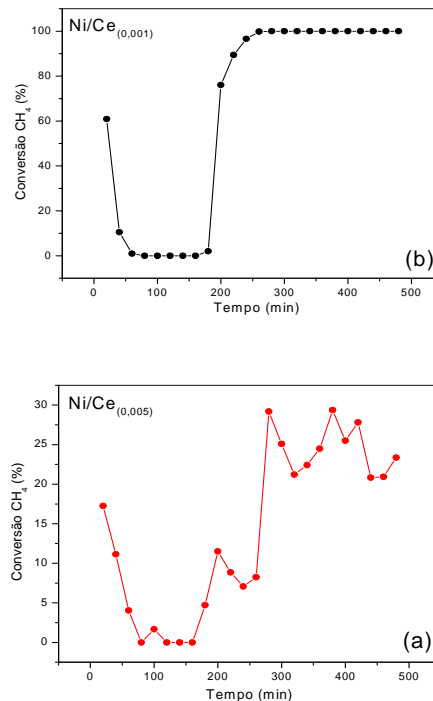 Ni/Ce(0,001)
100
80
60
40
20
0
Conversão CH4 (%)
0 100 200 300 400 500
Tempo (min)
(b)
Ni/Ce(0,005)
30
25
20
15
10
5
0
Conversão CH4 (%)
0 100 200 300 400 500
Tempo (min)
(a)